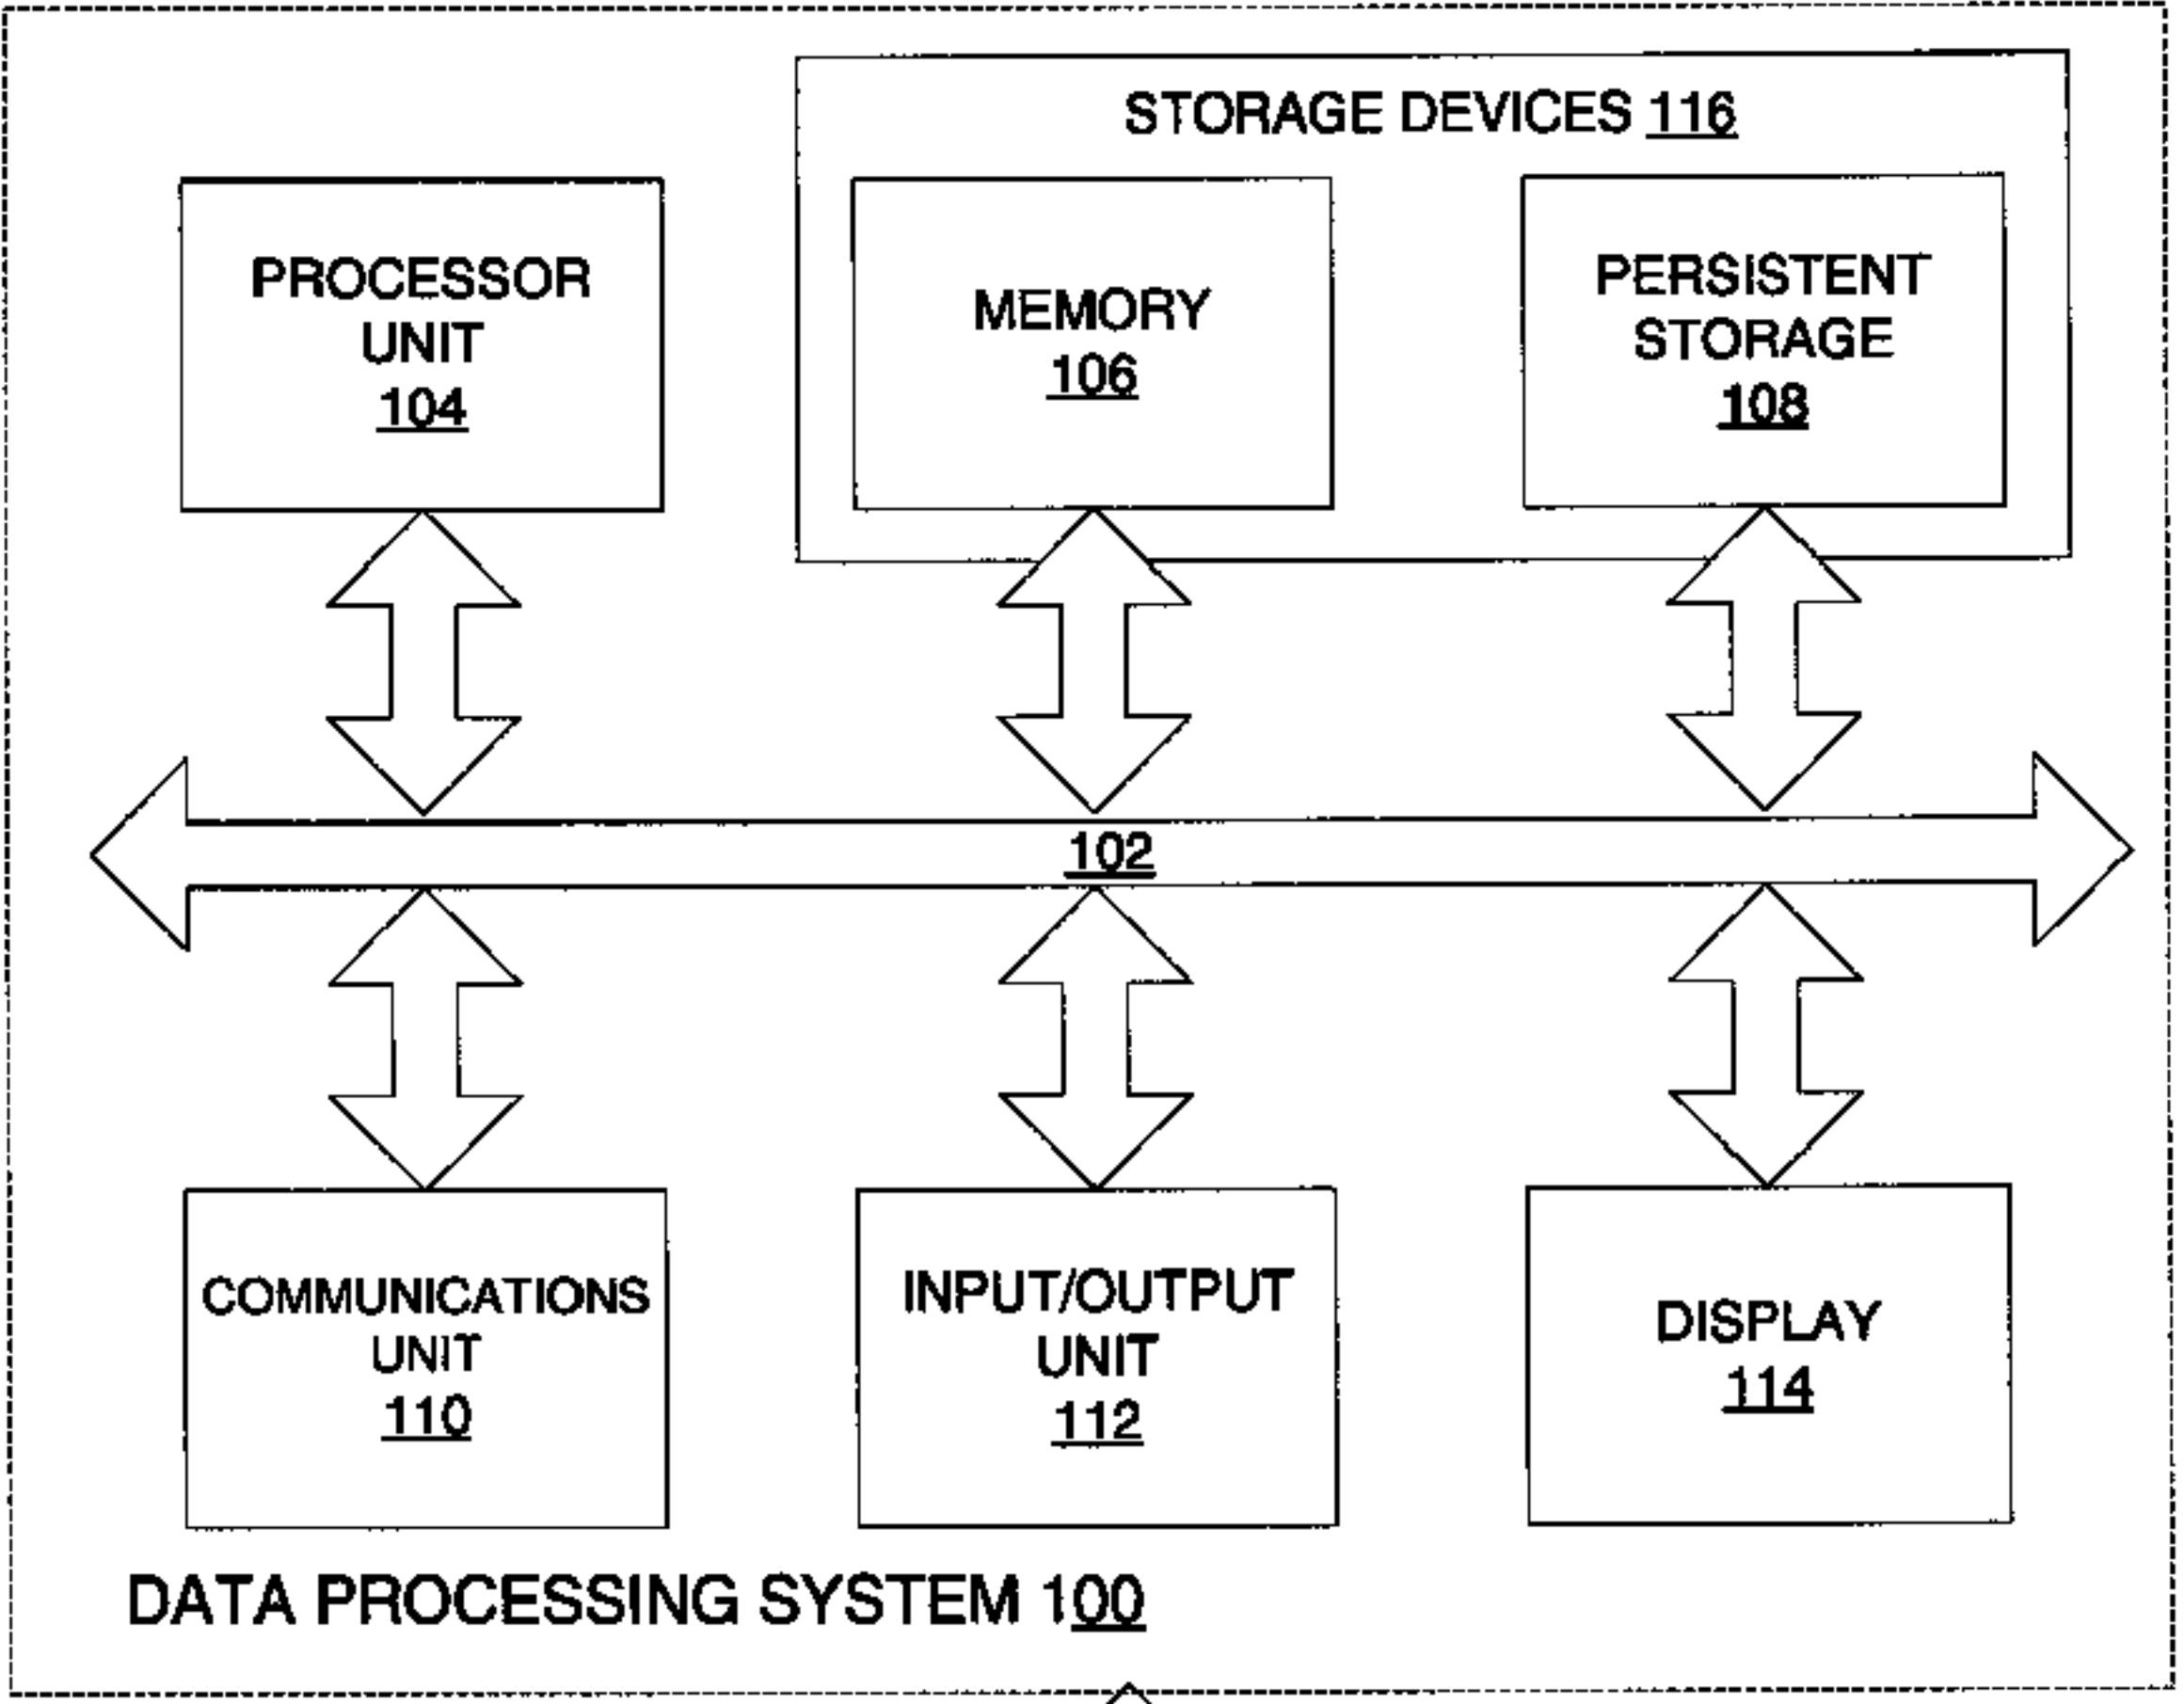 STORAGE DEVICES 116
PROCESSOR
UNIT
104
MEMORY
106
PERSISTENT
STORAGE
108
102
COMMUNICATIONS
UNIT
110
INPUT/OUTPUT
UNIT
112
DISPLAY
114
DATA PROCESSING SYSTEM 100